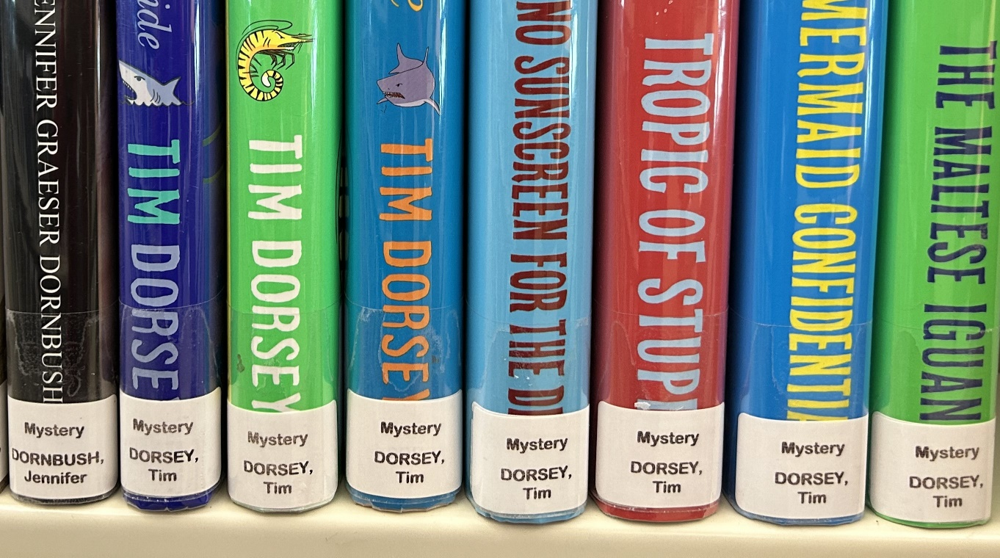 ENNIFER GRAESER DORNBUSH
Mystery
DORNBUSH,
Jennifer
ide
TIM DORSE
Mystery
DORSEY,
Tim
TIM DORSEY
Mystery
DORSEY,
Tim
TIM DORSEY
Mystery
DORSEY,
Tim
NO SUNSCREEN FOR THE D
Mystery
DORSEY,
Tim
TROPIC OF STUP
Mystery
DORSEY,
Tim
MERMAID CONFIDENTIA
Mystery
DORSEY,
Tim
THE MALTESE IGUAN
Mystery
DORSEY,
Tim